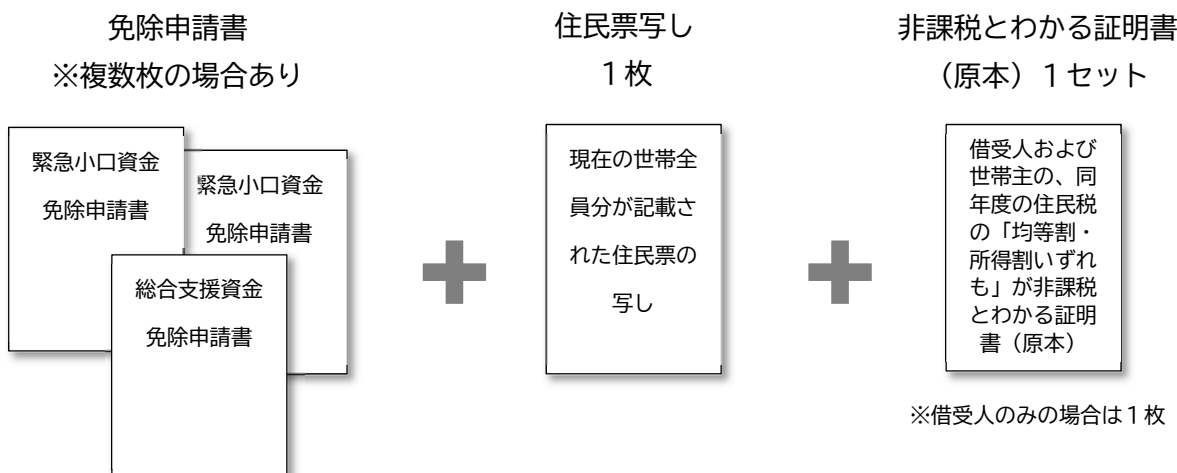 免除申請書
※複数枚の場合あり
緊急小口資金
免除申請書
緊急小口資金
免除申請書
総合支援資金
免除申請書
住民票写し
１枚
現在の世帯全
員分が記載さ
れた住民票の
写し
非課税とわかる証明書
（原本）１セット
借受人および
世帯主の、同
年度の住民税
の「均等割・
所得割いずれ
も」が非課税
とわかる証明
書（原本）
※借受人のみの場合は１枚